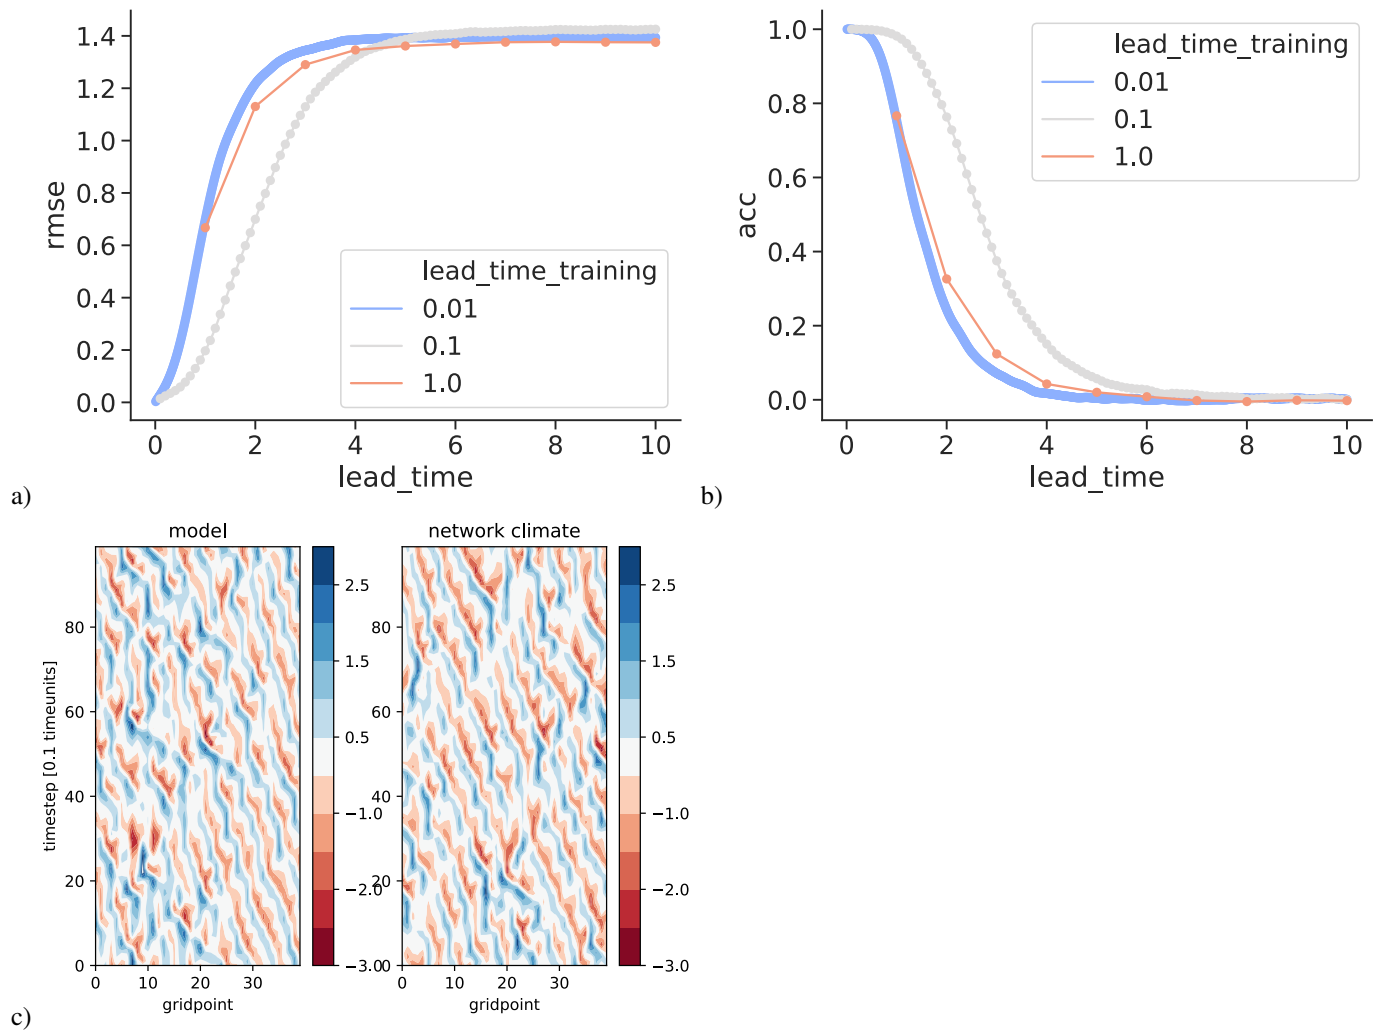 1.4
1.2
1.0
0.8
0.6
0.4
0.2
0.0
rmse
lead_time_training
0.01
0.1
1.0
0 2 4 6 8 10
lead_time
a)
1.0
0.8
0.6
0.4
0.2
0.0
acc
lead_time_training
0.01
0.1
1.0
0 2 4 6 8 10
lead_time
b)
model
80
60
40
20
0
timestep [0.1 timeunits]
0 10 20 30
gridpoint
2.5
1.5
0.5
−1.0
−2.0
−3.0
network climate
80
60
40
20
0
0 10 20 30
gridpoint
2.5
1.5
0.5
−1.0
−2.0
−3.0
c)